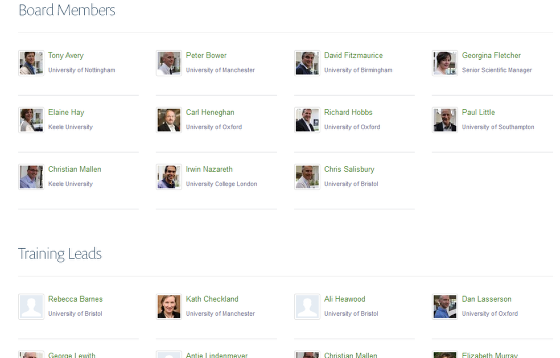 Board Members
Tony Avery
University of Nottingham
Peter Bower
University of Manchester
David Fitzmaurice
University of Birmingham
Georgina Fletcher
Senior Scientific Manager
Elaine Hay
Keele University
Carl Heneghan
University of Oxford
Richard Hobbs
University of Oxford
Paul Little
University of Southampton
Christian Mallen
Keele University
Irwin Nazareth
University College London
Chris Salisbury
University of Bristol
Training Leads
Rebecca Barnes
University of Bristol
Kath Checkland
University of Manchester
Ali Heawood
University of Bristol
Dan Lasserson
University of Oxford
George Lewith
Antje Lindenmeyer
Christian Mallen
Elizabeth Murray